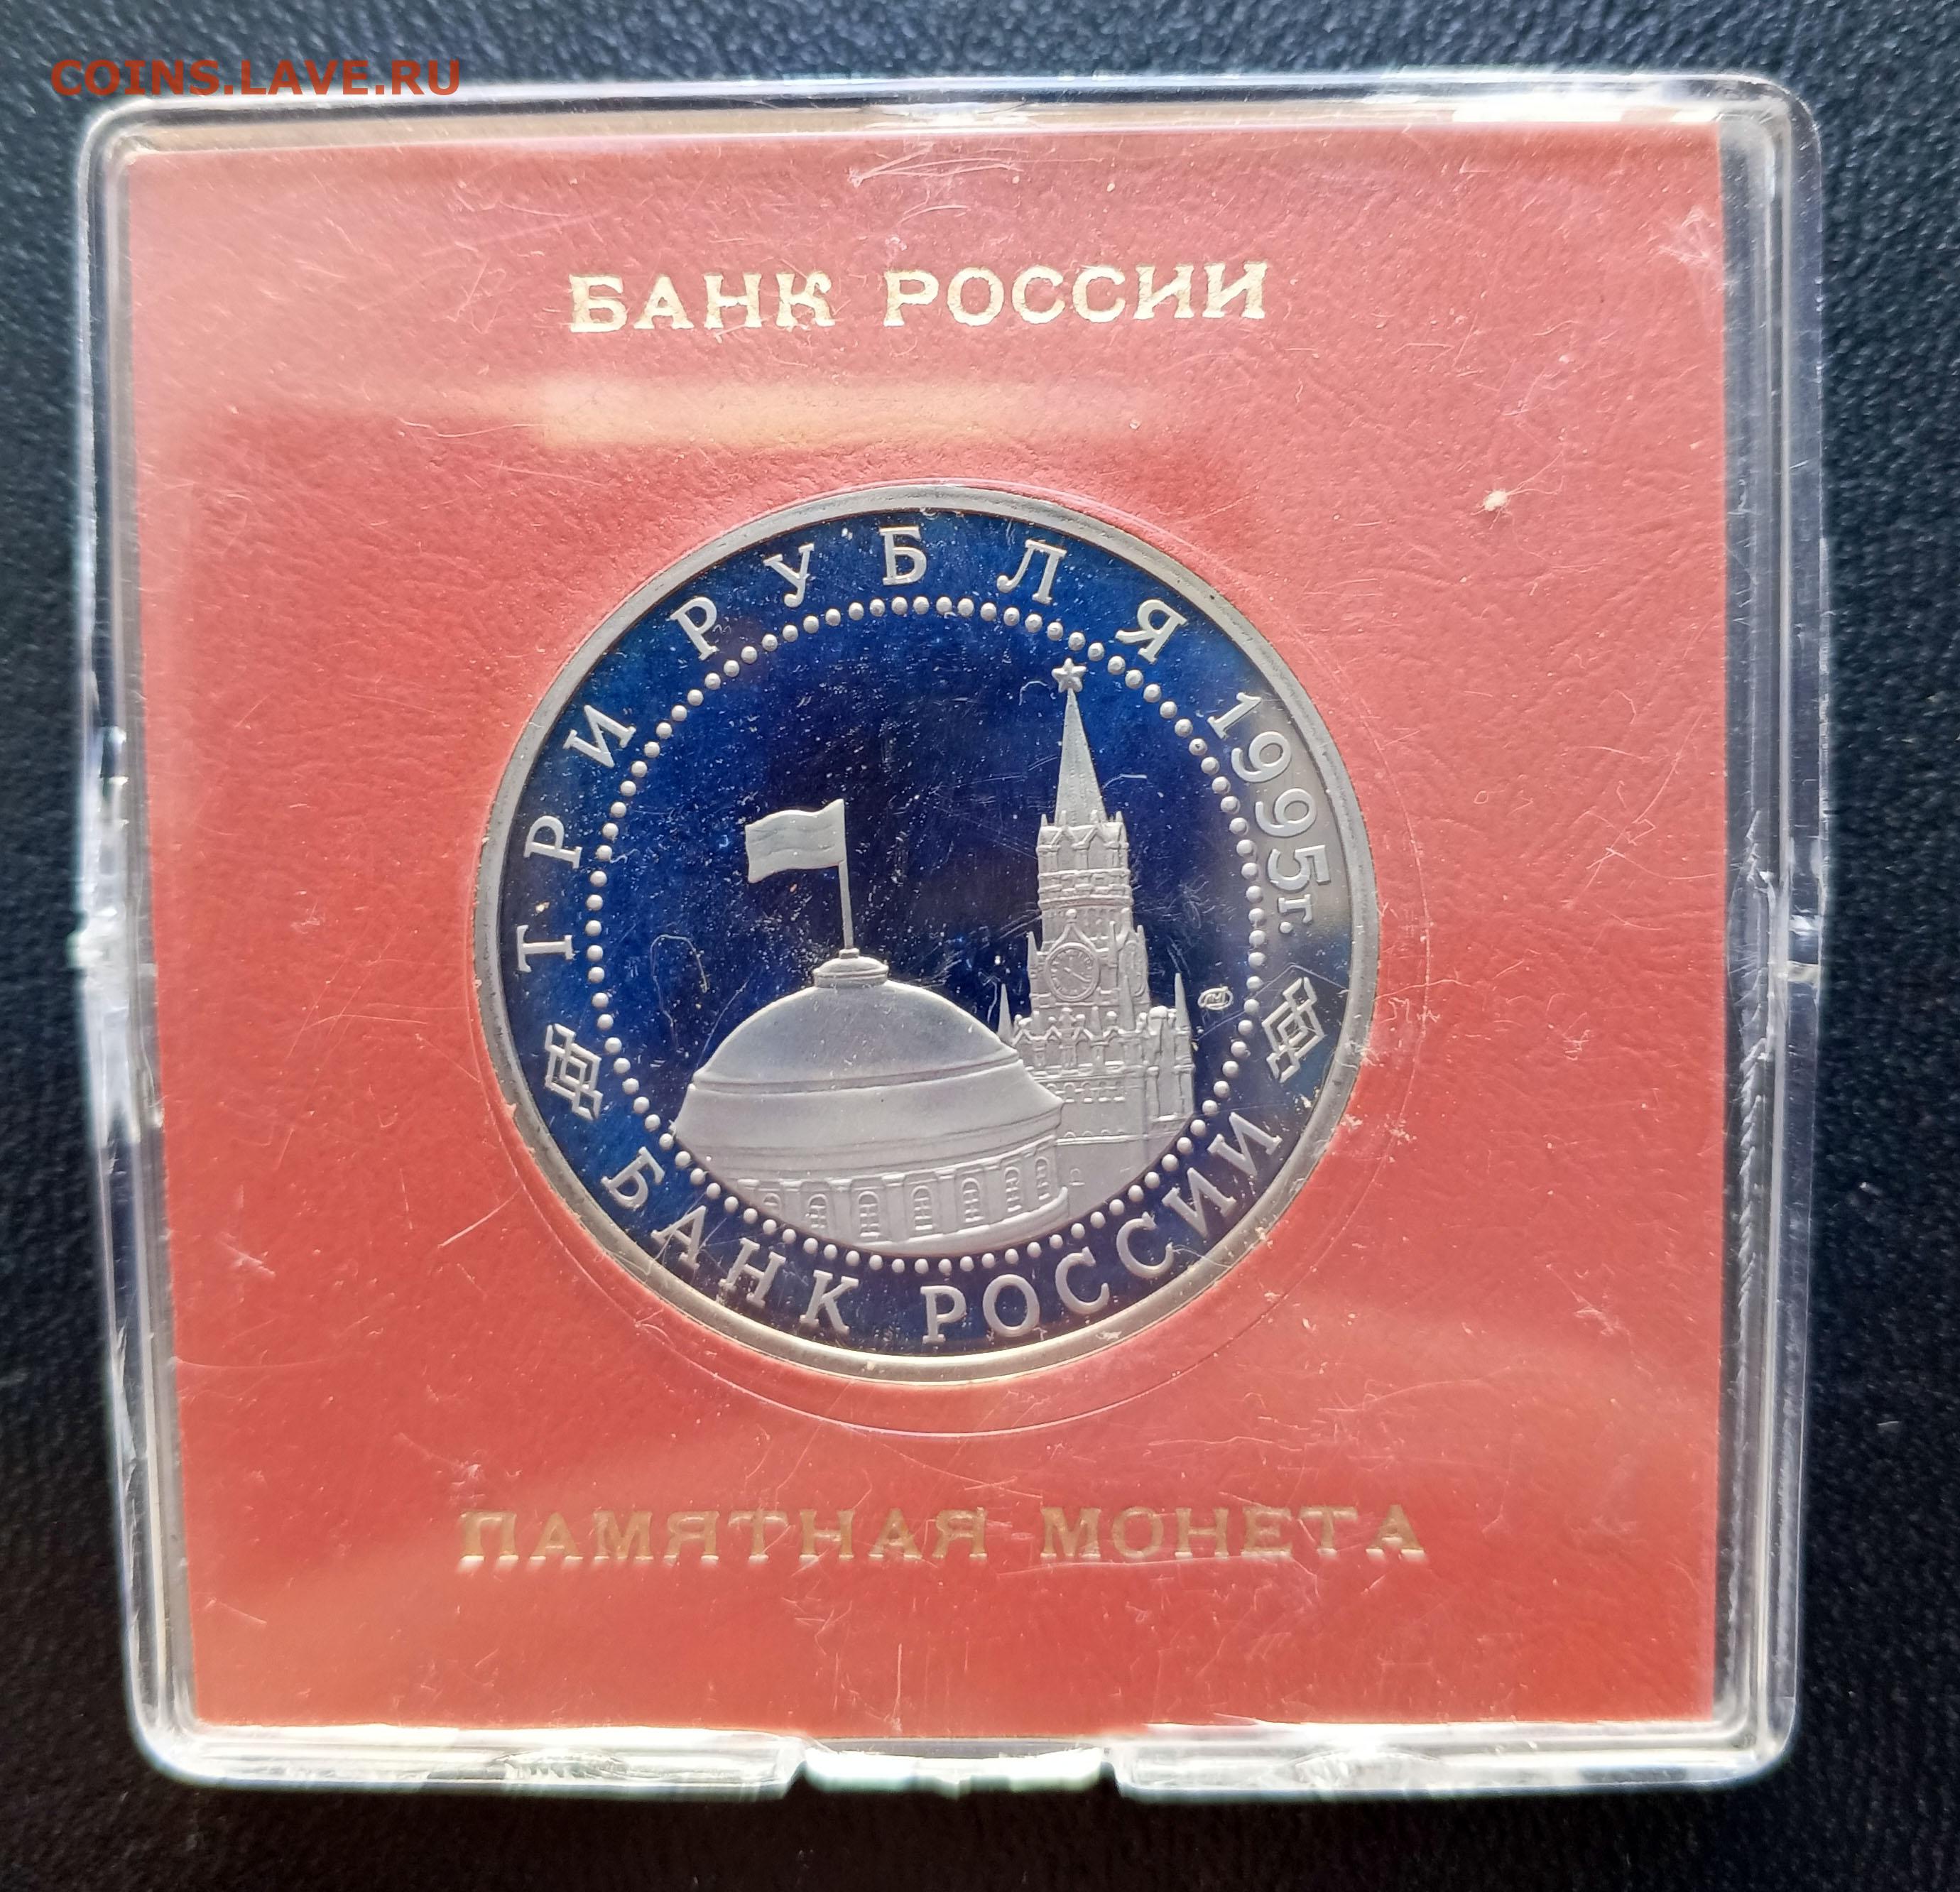 COINS.LAVE.RU
БАНК РОССИИ
ТРИ РУБЛЯ 1995г.
БАНК РОССИИ
ПАМЯТНАЯ МОНЕТА